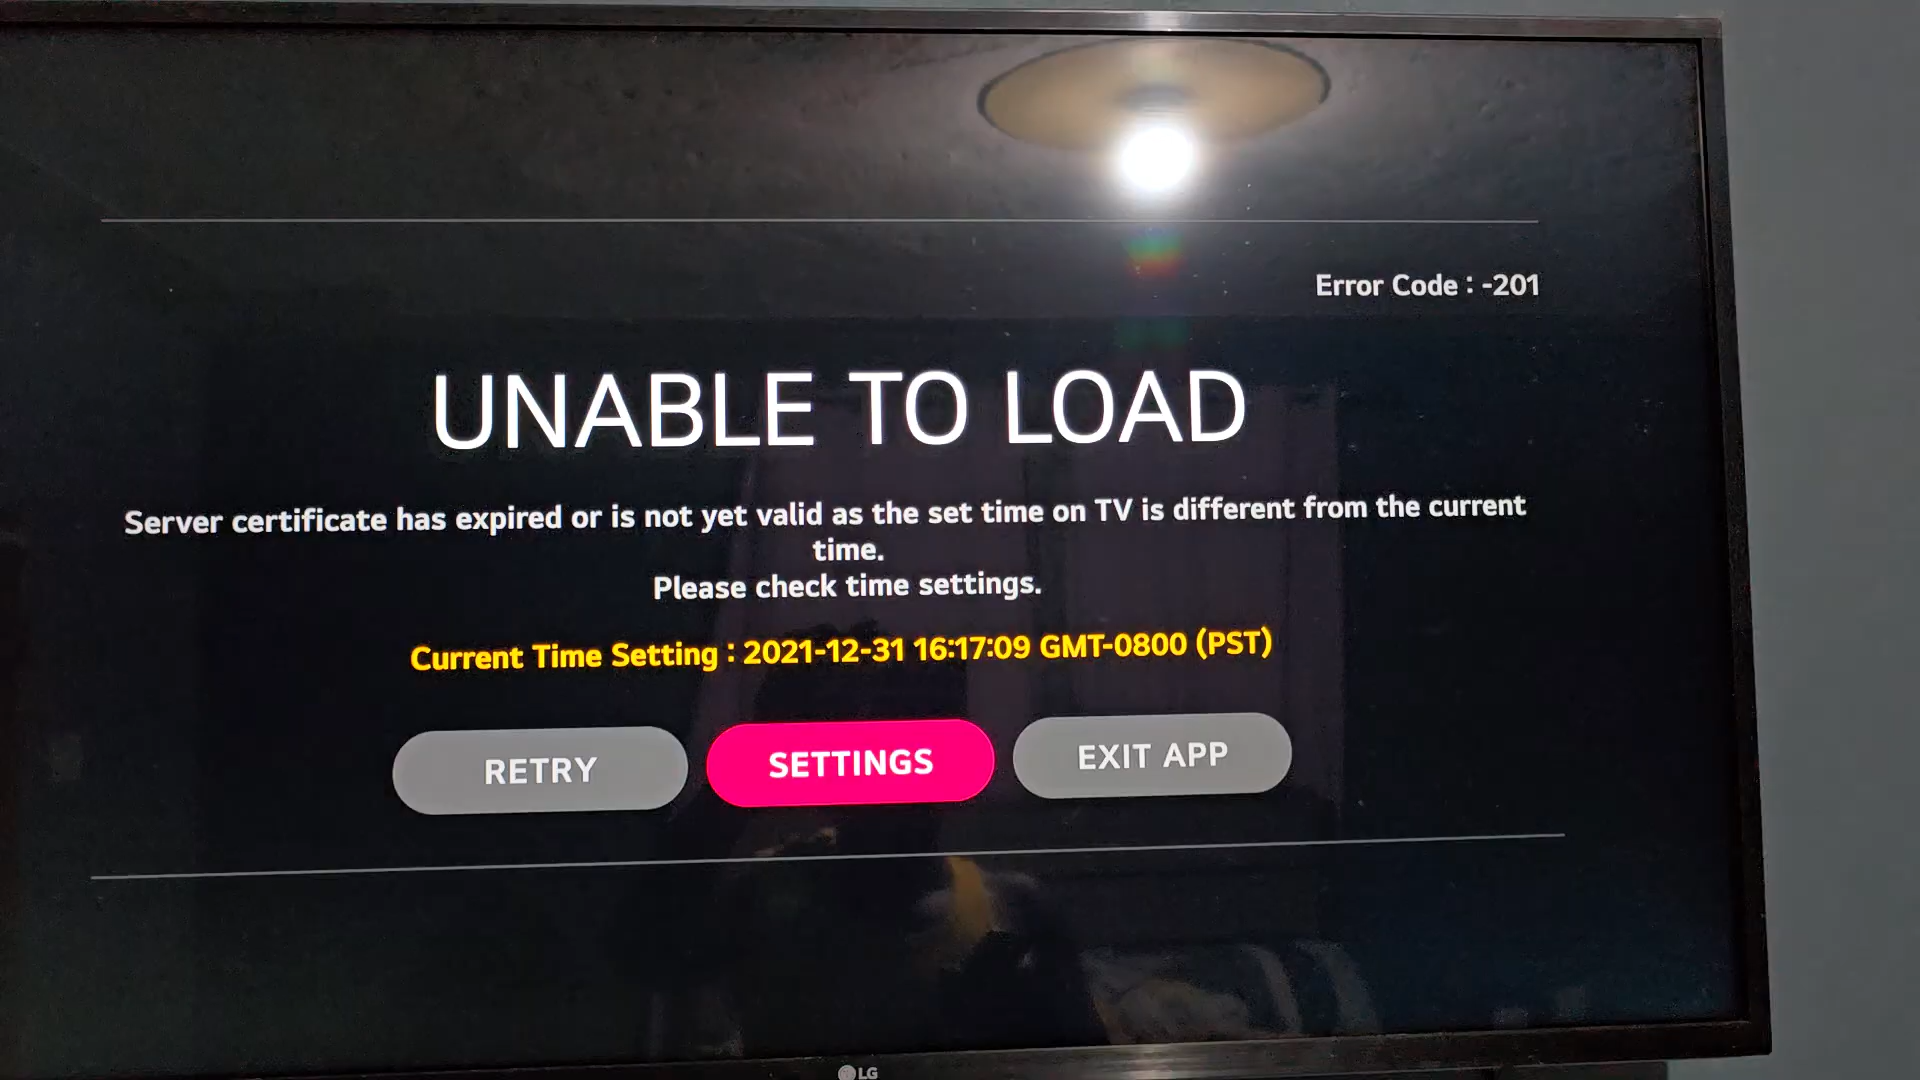 Error Code : -201
UNABLE TO LOAD
Server certificate has expired or is not yet valid as the set time on TV is different from the current
time.
Please check time settings.
Current Time Setting : 2021-12-31 16:17:09 GMT-0800 (PST)
RETRY
SETTINGS
EXIT APP
LG